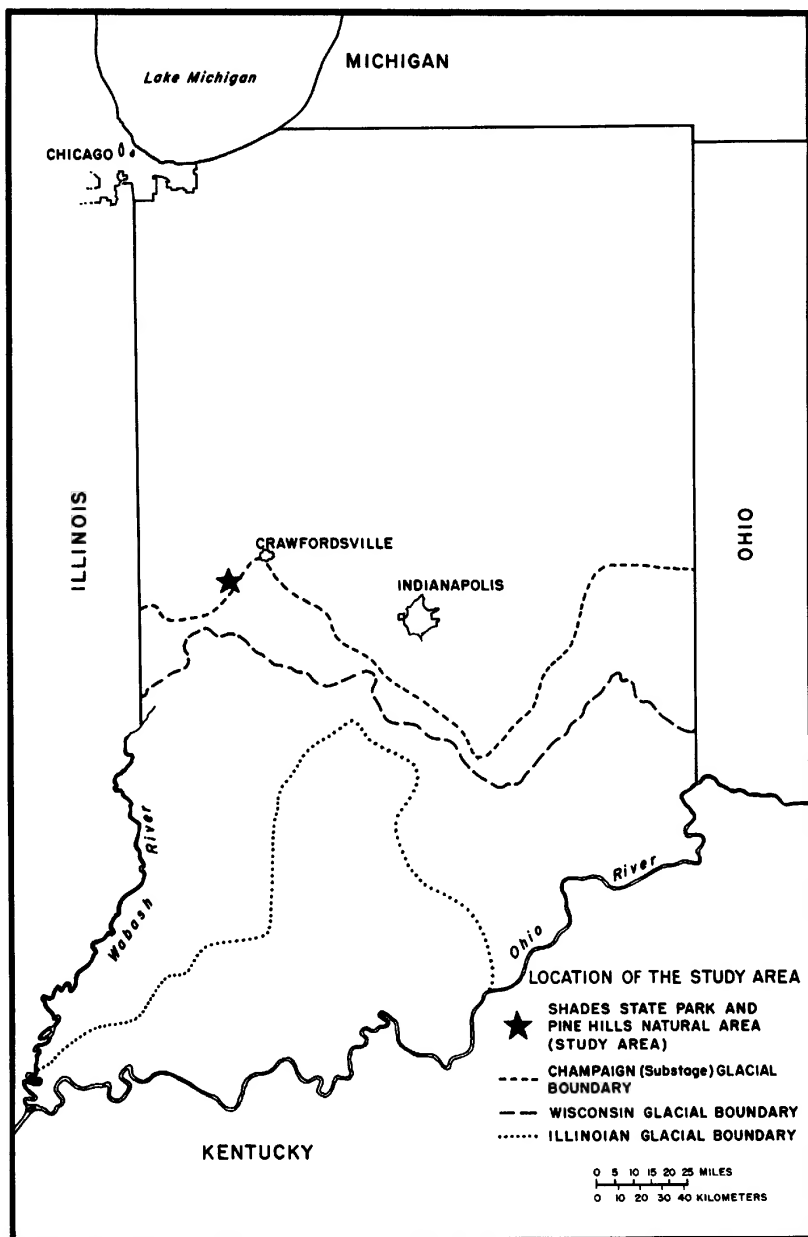 MICHIGAN
Lake Michigan
CHICAGO
ILLINOIS
OHIO
CRAWFORDSVILLE
INDIANAPOLIS
Wabash River
Ohio River
KENTUCKY
LOCATION OF THE STUDY AREA
SHADES STATE PARK AND
PINE HILLS NATURAL AREA
(STUDY AREA)
CHAMPAIGN (Substage) GLACIAL
BOUNDARY
WISCONSIN GLACIAL BOUNDARY
ILLINOIAN GLACIAL BOUNDARY
0 5 10 15 20 25 MILES
0 10 20 30 40 KILOMETERS